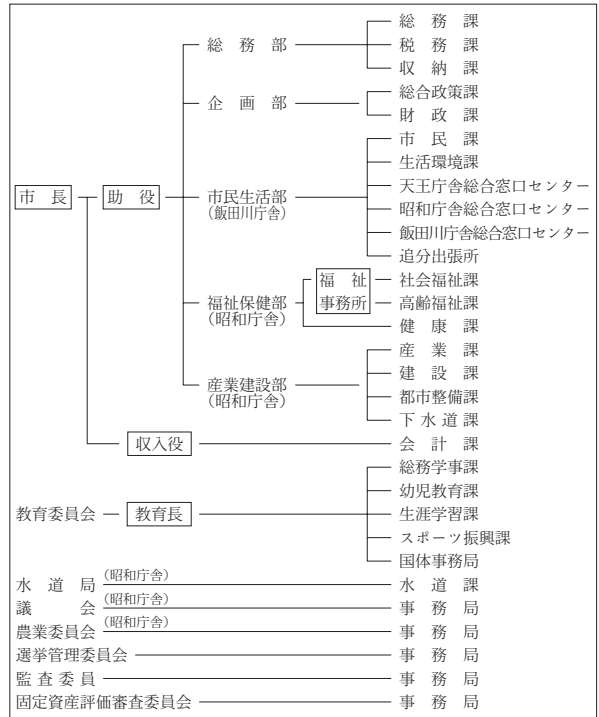 総務課
総務部 税務課
収納課
企画部 総合政策課
財政課
市民課
生活環境課
市長 助役 市民生活部 天王庁舎総合窓口センター
(飯田川庁舎) 昭和庁舎総合窓口センター
飯田川庁舎総合窓口センター
追分出張所
福祉 社会福祉課
福祉保健部 事務所 高齢福祉課
(昭和庁舎) 健康課
産業課
建設課
産業建設部 都市整備課
(昭和庁舎) 下水道課
収入役 会計課
総務学事課
幼児教育課
教育委員会 教育長 生涯学習課
スポーツ振興課
国体事務局
水道局 (昭和庁舎) 水道課
議会 (昭和庁舎) 事務局
農業委員会 (昭和庁舎) 事務局
選挙管理委員会 事務局
監査委員 事務局
固定資産評価審査委員会 事務局